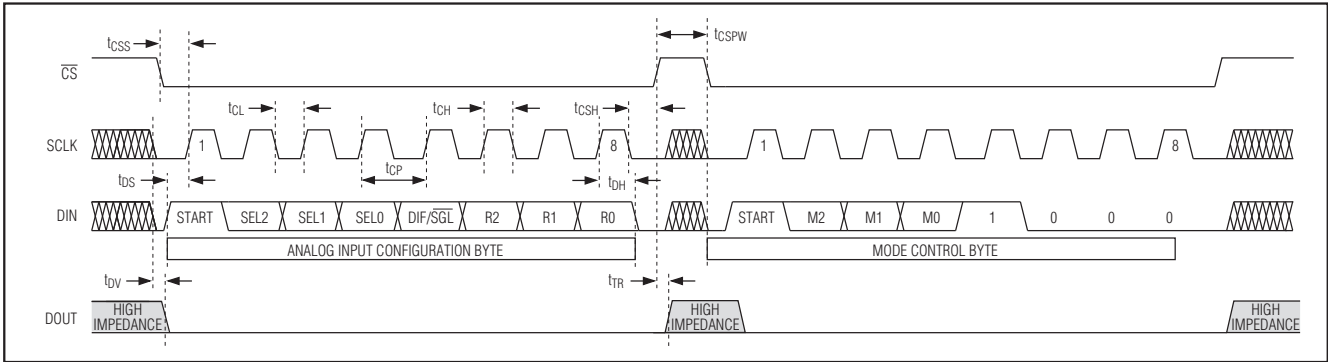 tCSS
tCSPW
CS
tCL
tCH
tCSH
SCLK
1
8
1
8
tDS
tCP
tDH
DIN
START
SEL2
SEL1
SEL0
DIF/SGL
R2
R1
R0
START
M2
M1
M0
1
0
0
0
ANALOG INPUT CONFIGURATION BYTE
MODE CONTROL BYTE
tDV
tTR
DOUT
HIGH
IMPEDANCE
HIGH
IMPEDANCE
HIGH
IMPEDANCE